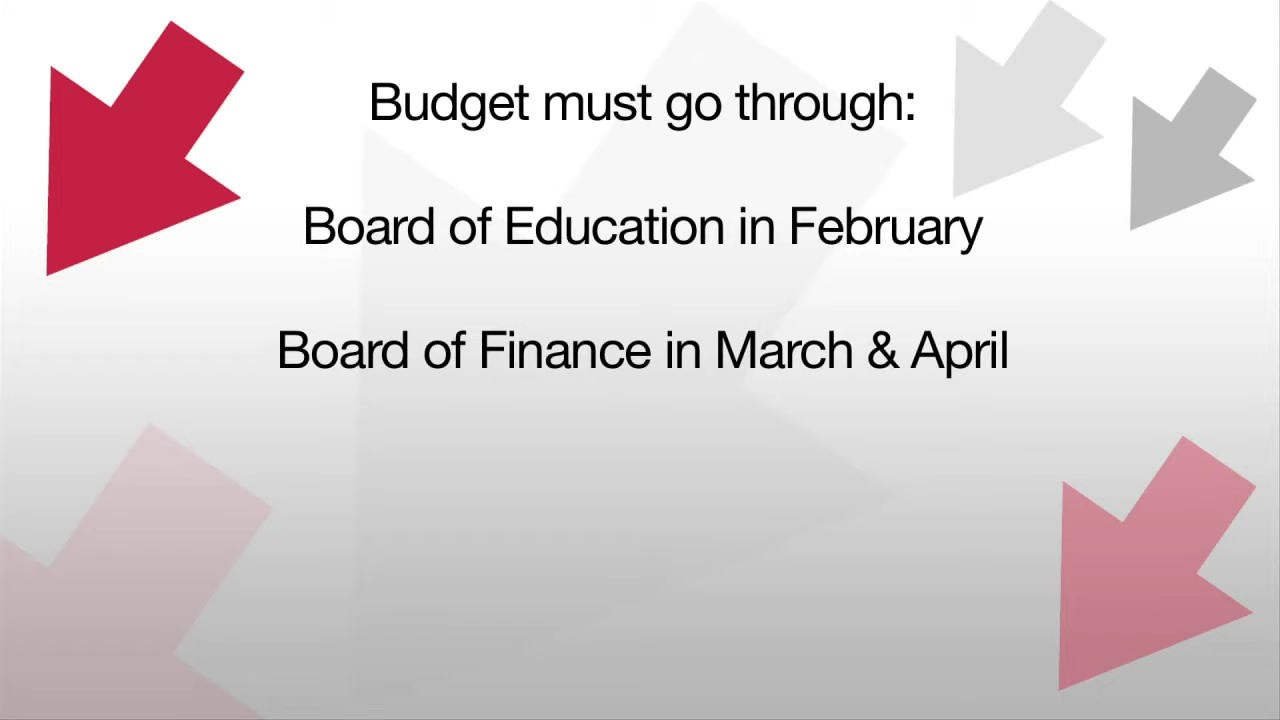 Budget must go through:
Board of Education in February
Board of Finance in March & April